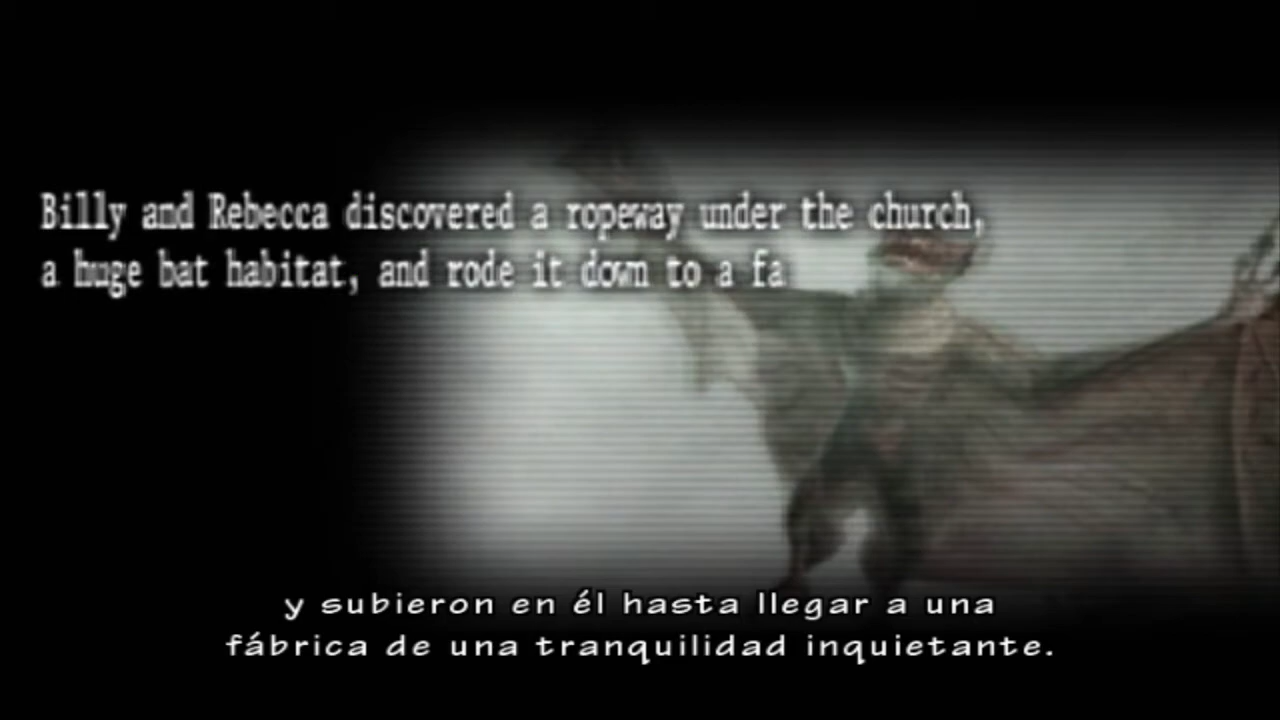 Billy and Rebecca discovered a ropeway under the church,
a huge bat habitat, and rode it down to a fa
y subieron en él hasta llegar a una
fábrica de una tranquilidad inquietante.